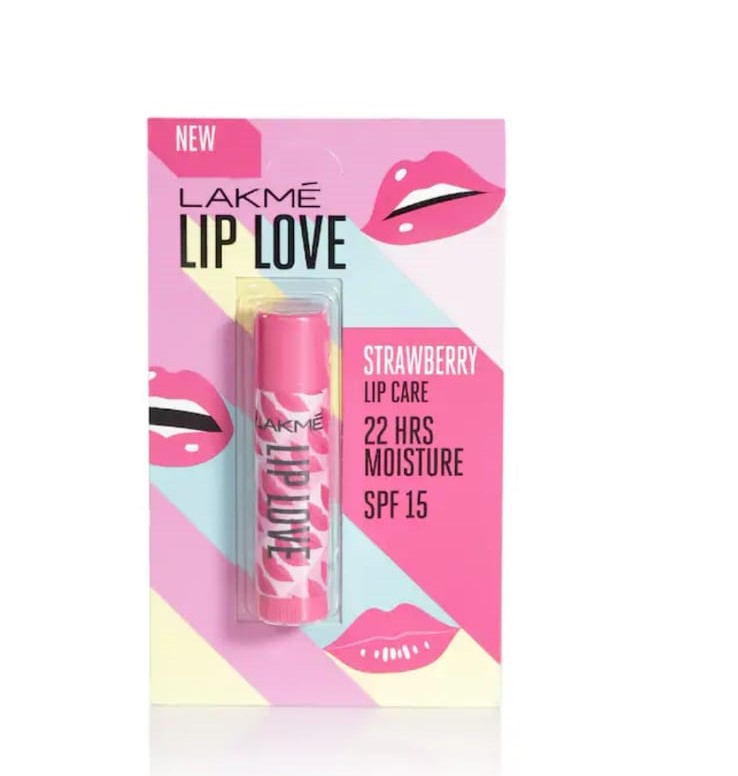 NEW
LAKMÉ
LIP LOVE
STRAWBERRY
LIP CARE
22 HRS
MOISTURE
SPF 15
LAKMÉ
LIP LOVE